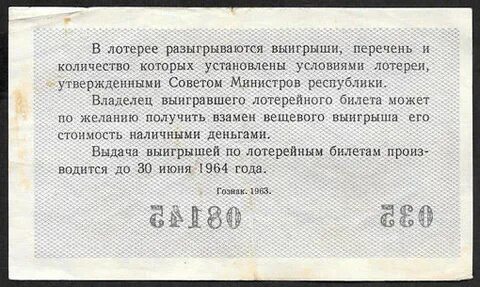 В лотерее разыгрываются выигрыши, перечень и
количество которых установлены условиями лотереи,
утвержденными Советом Министров республики.
Владелец выигравшего лотерейного билета может
по желанию получить взамен вещевого выигрыша его
стоимость наличными деньгами.
Выдача выигрышей по лотерейным билетам произ-
водится до 30 июня 1964 года.
Гознак. 1963.
08145 035